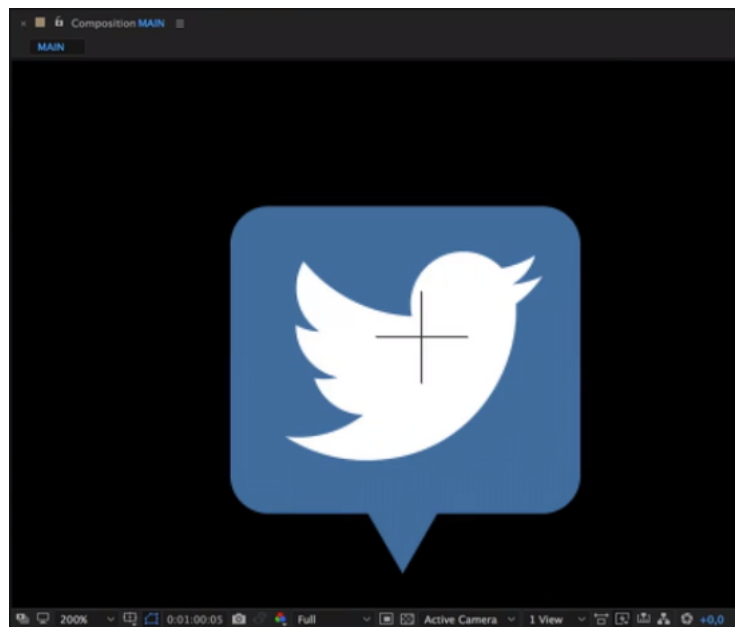 × Composition MAIN ≡
MAIN
200% 0:01:00:05 Full Active Camera 1 View +0,0